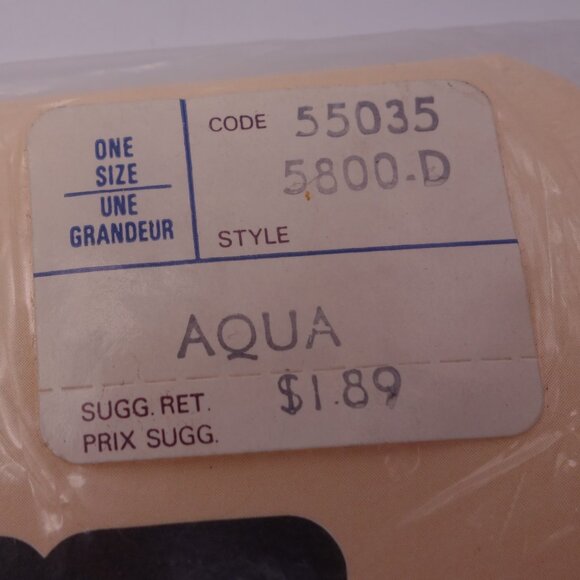 ONE
SIZE
UNE
GRANDEUR
CODE 55035
5800-D
STYLE
AQUA
SUGG. RET. $1.89
PRIX SUGG.